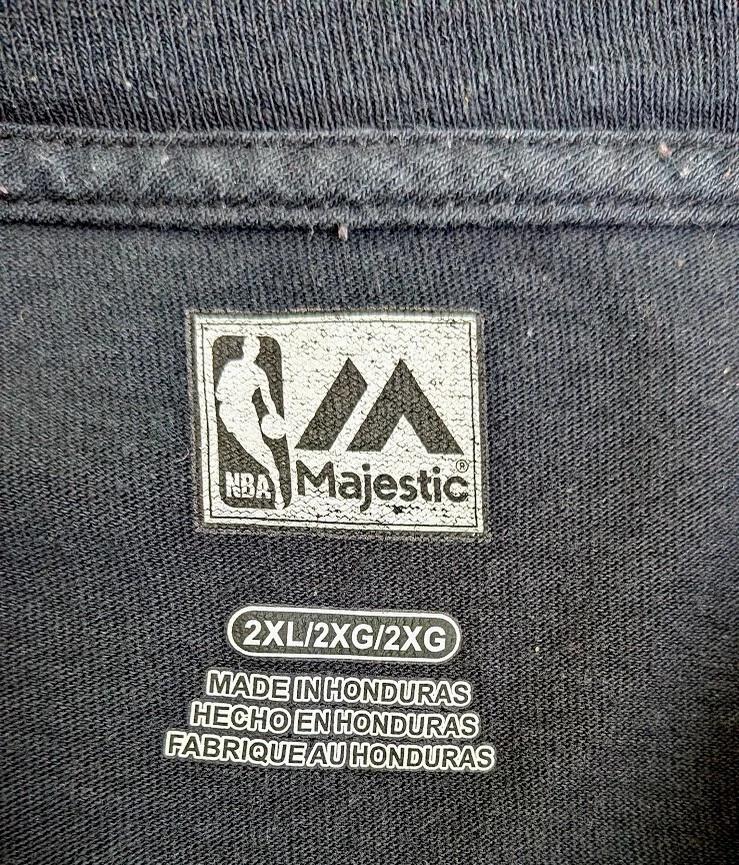 NBA
Majestic®
2XL/2XG/2XG
MADE IN HONDURAS
HECHO EN HONDURAS
FABRIQUE AU HONDURAS